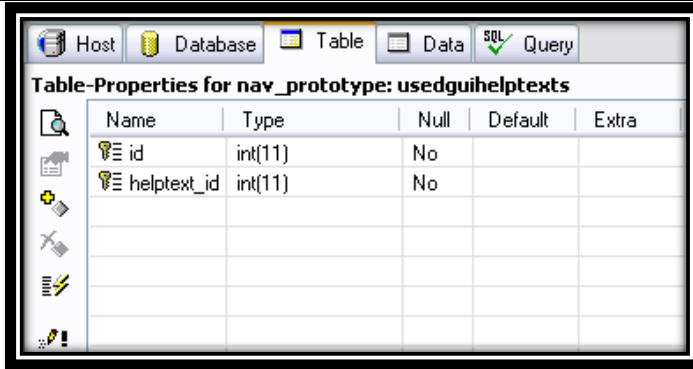 Host Database Table Data SQL Query
Table-Properties for nav_prototype: usedguihelptexts
Name Type Null Default Extra
id int(11) No
helptext_id int(11) No